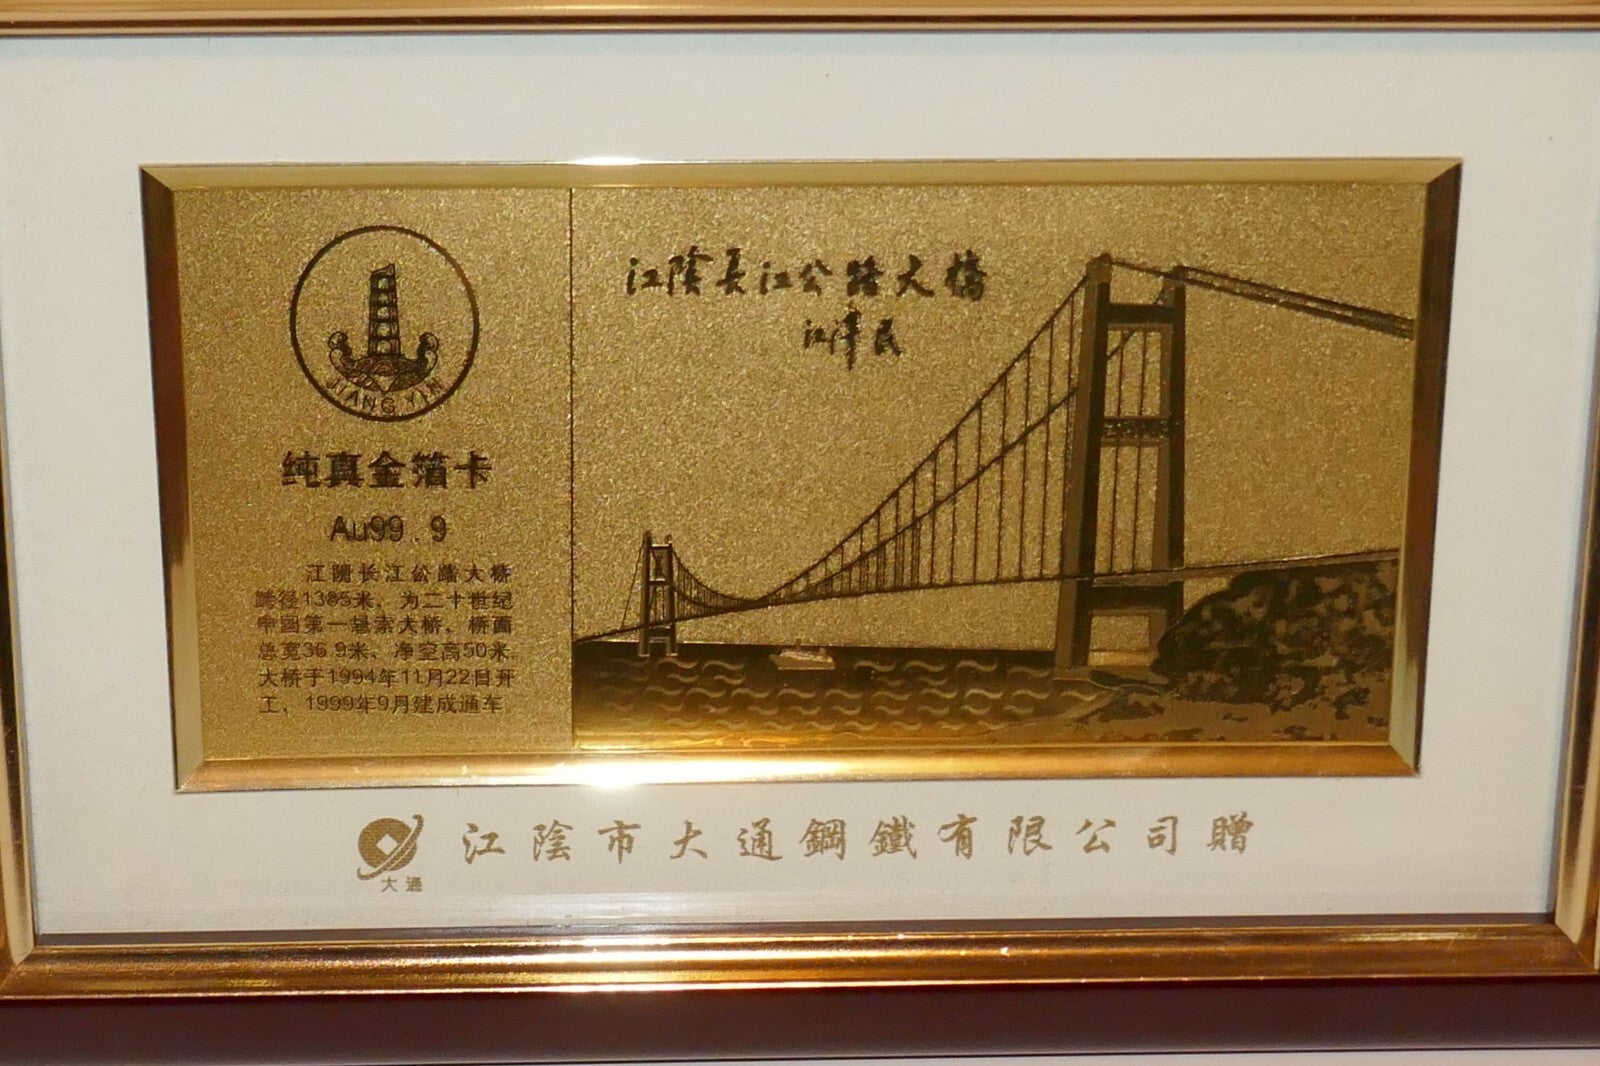 JIANG YIN
纯真金箔卡
Au99.9
江阴长江公路大桥
跨径1385米、为二十世纪
中国第一悬索大桥、桥面
总宽36.9米、净空高50米。
大桥于1994年11月22日开
工、1999年9月建成通车。
江陰長江公路大橋
江澤民
大通
江陰市大通鋼鐵有限公司贈